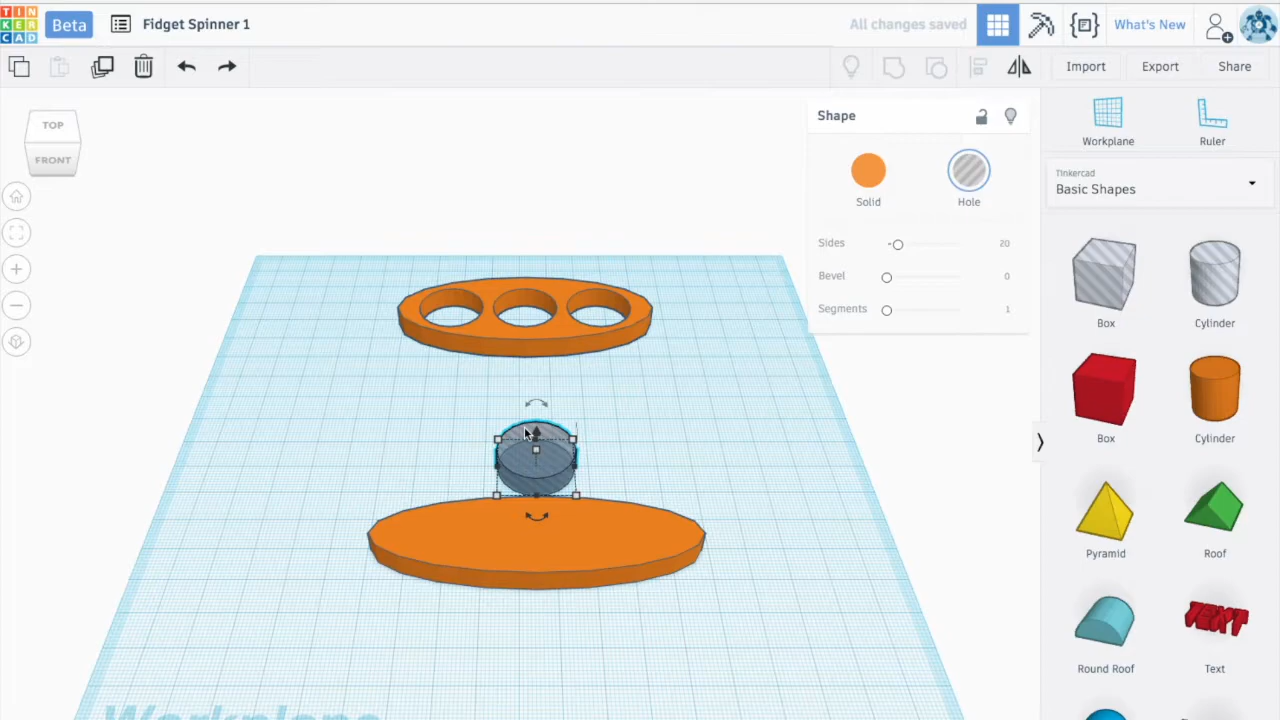 TIN
KER
CAD
Beta
Fidget Spinner 1
All changes saved
What's New
Import
Export
Share
TOP
FRONT
Shape
Solid
Hole
Sides
20
Bevel
0
Segments
1
Workplane
Ruler
Tinkercad
Basic Shapes
Box
Cylinder
Box
Cylinder
Pyramid
Roof
TEXT
Round Roof
Text
Workplane